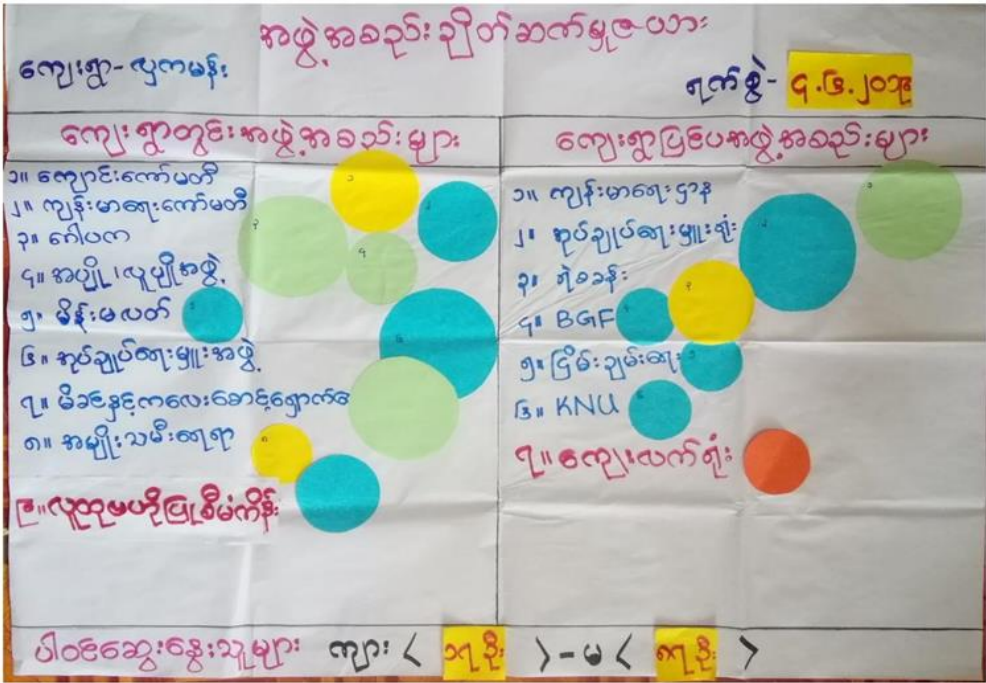 အဖွဲ့အစည်းချိတ်ဆက်မှုဇယား
ကျေးရွာ-လှကမန်း
ရက်စွဲ- ၄.၆.၂၀၁၉
ကျေးရွာတွင်းအဖွဲ့အစည်းများ
၁။ ကျောင်းကော်မတီ
၂။ ကျန်းမာရေးကော်မတီ
၃။ ဂေါပက
၄။ အပျို၊လူပျိုအဖွဲ့
၅။ မိန်းမလတ်
၆။ အုပ်ချုပ်ရေးမှူးအဖွဲ့
၇။ မိခင်နှင့်ကလေးစောင့်ရှောက်ရေး
၈။ အမျိုးသမီးရေးရာ
၉။ လူထုဗဟိုပြုစီမံကိန်း
ကျေးရွာပြင်ပအဖွဲ့အစည်းများ
၁။ ကျန်းမာရေးဌာန
၂။ အုပ်ချုပ်ရေးမှူးရုံး
၃။ ရဲစခန်း
၄။ BGF
၅။ ငြိမ်းချမ်းရေး
၆။ KNU
၇။ ကျေးလက်ရုံး
ပါဝင်ဆွေးနွေးသူများ ကျား < ၁၇ ဦး > - မ < ၈၇ ဦး >